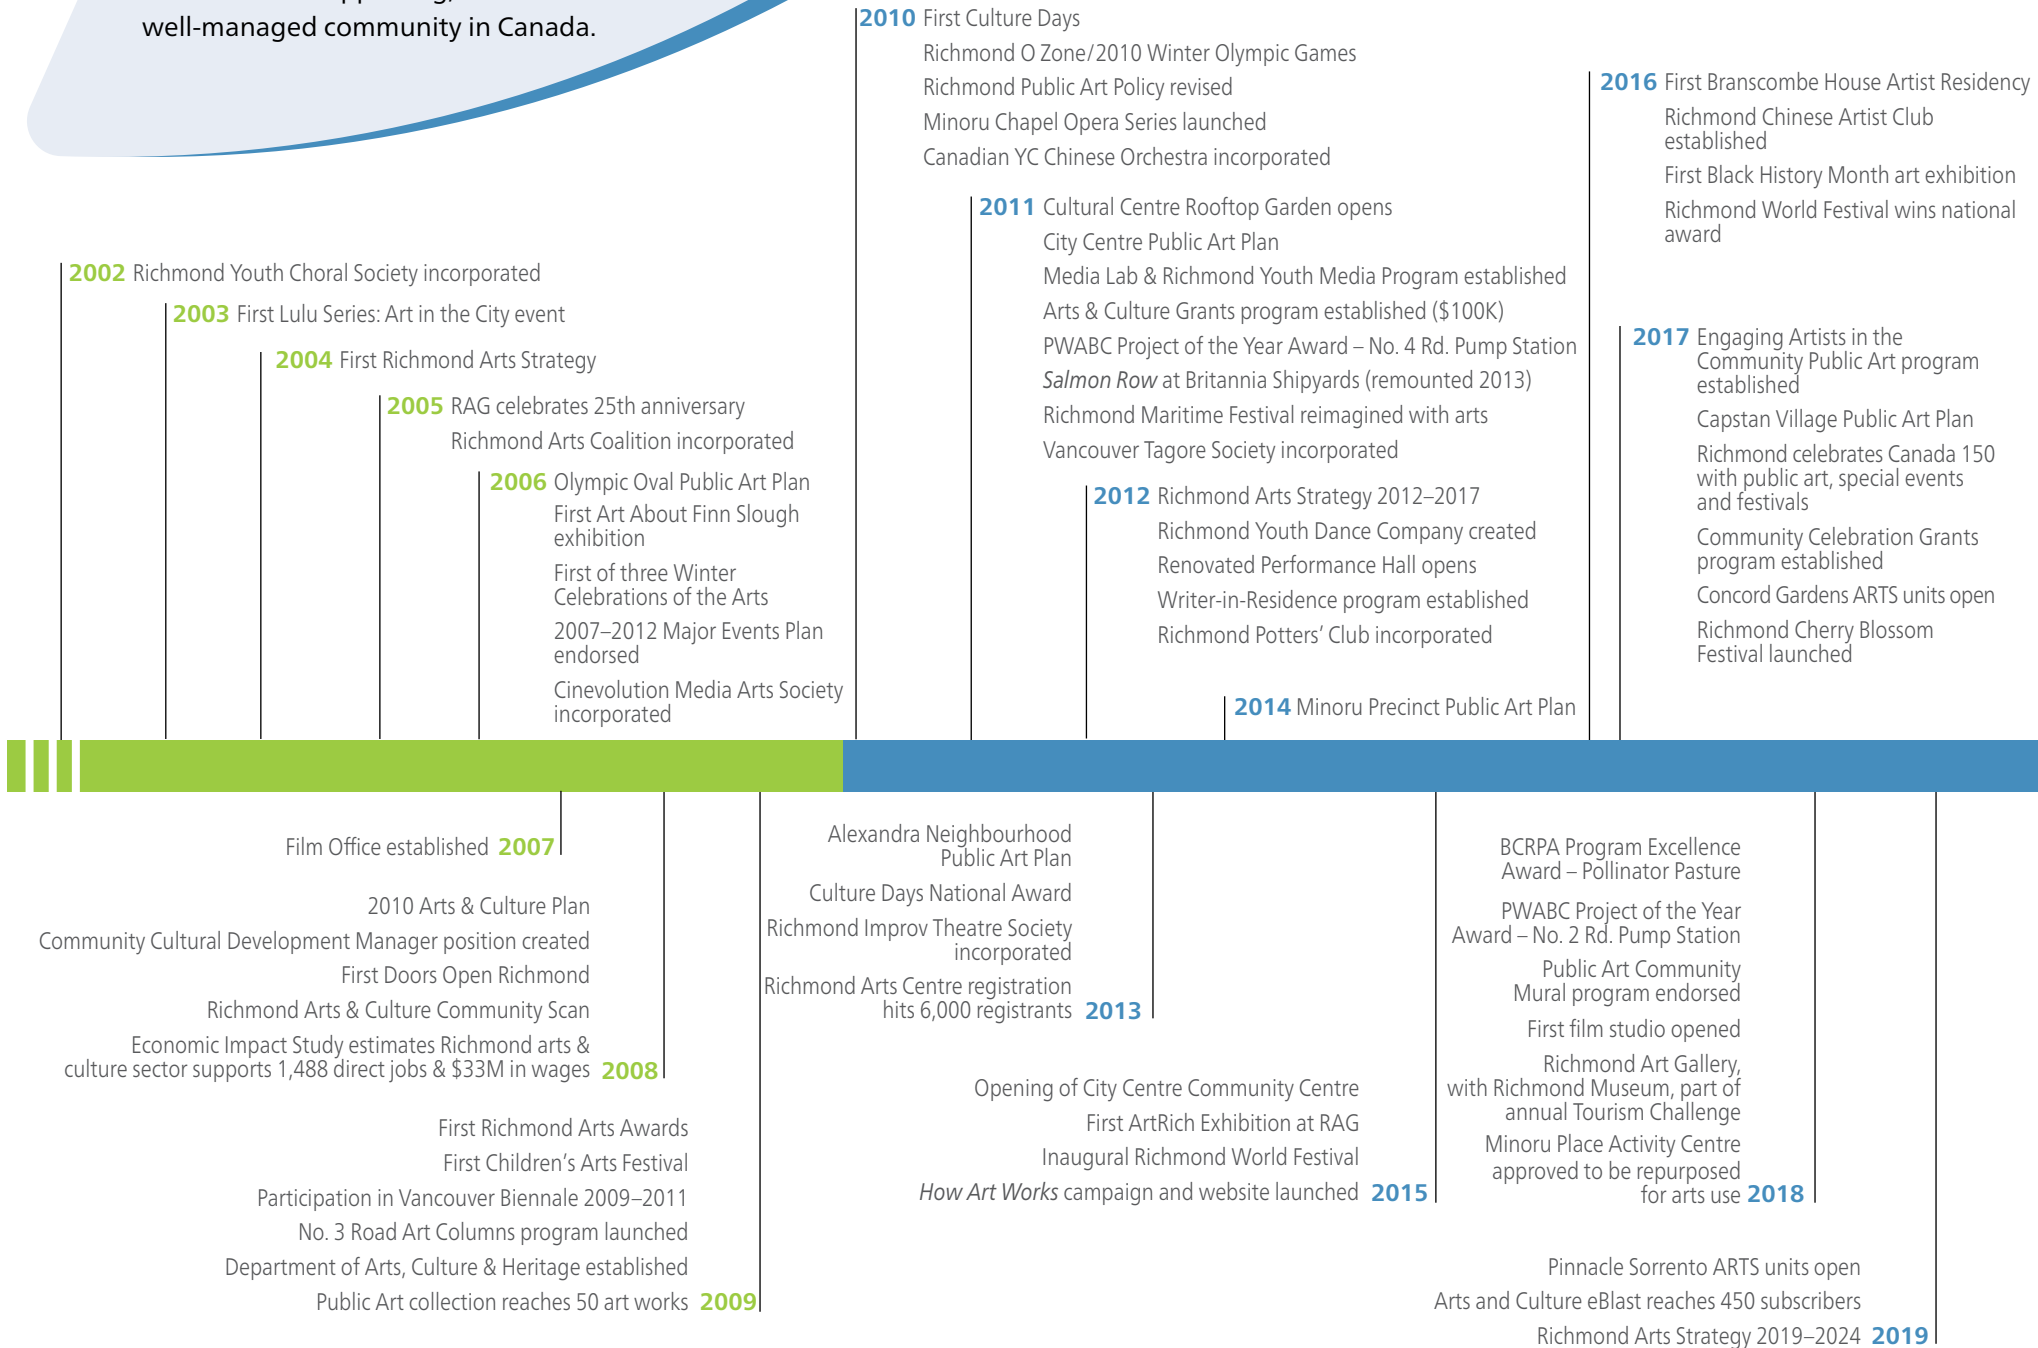 well-managed community in Canada.
2002 Richmond Youth Choral Society incorporated
2003 First Lulu Series: Art in the City event
2004 First Richmond Arts Strategy
2005 RAG celebrates 25th anniversary
Richmond Arts Coalition incorporated
2006 Olympic Oval Public Art Plan
First Art About Finn Slough
exhibition
First of three Winter
Celebrations of the Arts
2007–2012 Major Events Plan
endorsed
Cinevolution Media Arts Society
incorporated
2010 First Culture Days
Richmond O Zone/2010 Winter Olympic Games
Richmond Public Art Policy revised
Minoru Chapel Opera Series launched
Canadian YC Chinese Orchestra incorporated
2011 Cultural Centre Rooftop Garden opens
City Centre Public Art Plan
Media Lab & Richmond Youth Media Program established
Arts & Culture Grants program established ($100K)
PWABC Project of the Year Award – No. 4 Rd. Pump Station
Salmon Row at Britannia Shipyards (remounted 2013)
Richmond Maritime Festival reimagined with arts
Vancouver Tagore Society incorporated
2012 Richmond Arts Strategy 2012–2017
Richmond Youth Dance Company created
Renovated Performance Hall opens
Writer-in-Residence program established
Richmond Potters’ Club incorporated
2014 Minoru Precinct Public Art Plan
2016 First Branscombe House Artist Residency
Richmond Chinese Artist Club
established
First Black History Month art exhibition
Richmond World Festival wins national
award
2017 Engaging Artists in the
Community Public Art program
established
Capstan Village Public Art Plan
Richmond celebrates Canada 150
with public art, special events
and festivals
Community Celebration Grants
program established
Concord Gardens ARTS units open
Richmond Cherry Blossom
Festival launched
Film Office established 2007
2010 Arts & Culture Plan
Community Cultural Development Manager position created
First Doors Open Richmond
Richmond Arts & Culture Community Scan
Economic Impact Study estimates Richmond arts &
culture sector supports 1,488 direct jobs & $33M in wages 2008
First Richmond Arts Awards
First Children’s Arts Festival
Participation in Vancouver Biennale 2009–2011
No. 3 Road Art Columns program launched
Department of Arts, Culture & Heritage established
Public Art collection reaches 50 art works 2009
Alexandra Neighbourhood
Public Art Plan
Culture Days National Award
Richmond Improv Theatre Society
incorporated
Richmond Arts Centre registration
hits 6,000 registrants 2013
Opening of City Centre Community Centre
First ArtRich Exhibition at RAG
Inaugural Richmond World Festival
How Art Works campaign and website launched 2015
BCRPA Program Excellence
Award – Pollinator Pasture
PWABC Project of the Year
Award – No. 2 Rd. Pump Station
Public Art Community
Mural program endorsed
First film studio opened
Richmond Art Gallery,
with Richmond Museum, part of
annual Tourism Challenge
Minoru Place Activity Centre
approved to be repurposed
for arts use 2018
Pinnacle Sorrento ARTS units open
Arts and Culture eBlast reaches 450 subscribers
Richmond Arts Strategy 2019–2024 2019